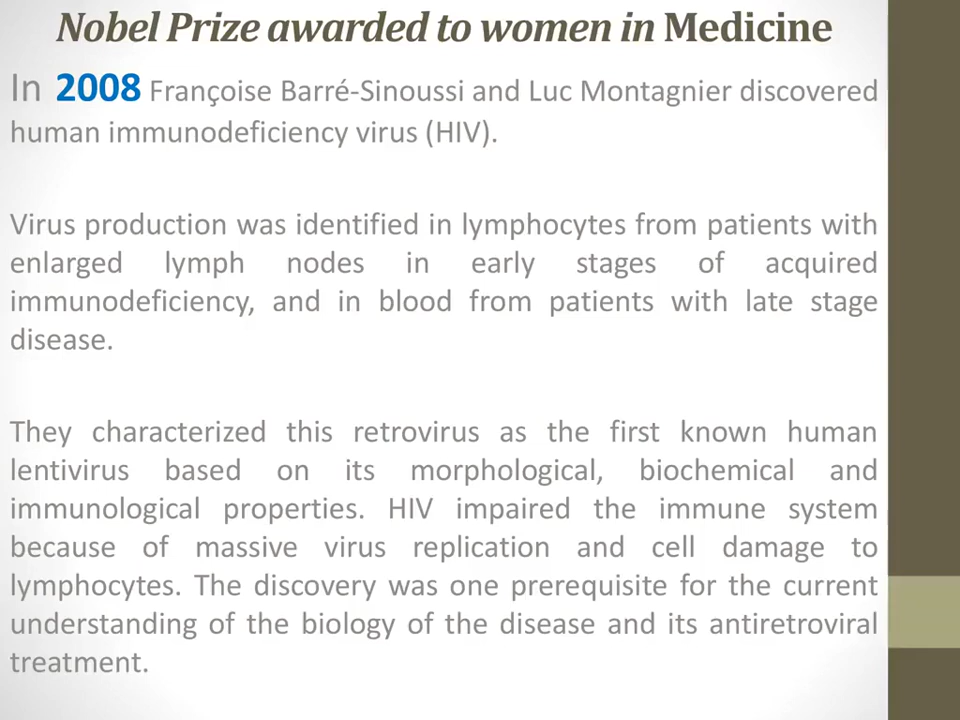 Nobel Prize awarded to women in Medicine
In 2008 Françoise Barré-Sinoussi and Luc Montagnier discovered
human immunodeficiency virus (HIV).
Virus production was identified in lymphocytes from patients with
enlarged lymph nodes in early stages of acquired
immunodeficiency, and in blood from patients with late stage
disease.
They characterized this retrovirus as the first known human
lentivirus based on its morphological, biochemical and
immunological properties. HIV impaired the immune system
because of massive virus replication and cell damage to
lymphocytes. The discovery was one prerequisite for the current
understanding of the biology of the disease and its antiretroviral
treatment.